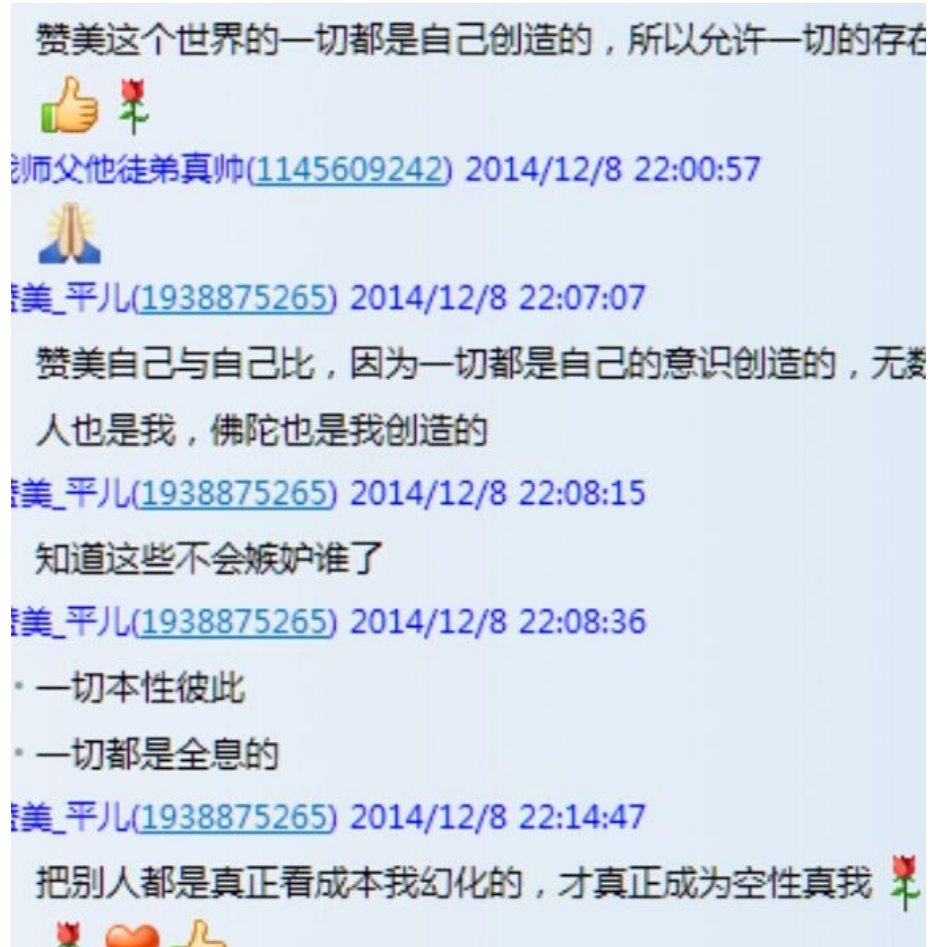 赞美这个世界的一切都是自己创造的，所以允许一切的存在
师父他徒弟真帅(1145609242) 2014/12/8 22:00:57
美_平儿(1938875265) 2014/12/8 22:07:07
赞美自己与自己比，因为一切都是自己的意识创造的，无数
人也是我，佛陀也是我创造的
美_平儿(1938875265) 2014/12/8 22:08:15
知道这些不会嫉妒谁了
美_平儿(1938875265) 2014/12/8 22:08:36
· 一切本性彼此
· 一切都是全息的
美_平儿(1938875265) 2014/12/8 22:14:47
把别人都是真正看成本我幻化的，才真正成为空性真我